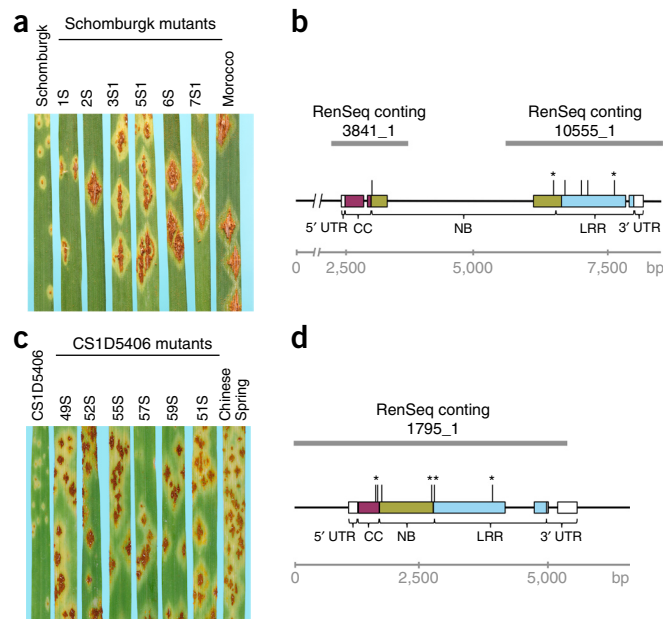 a
Schomburgk mutants
Schomburgk
1S
2S
3S1
5S1
6S
7S1
Morocco
b
RenSeq conting
3841_1
RenSeq conting
10555_1
*
*
5′ UTR
CC
NB
LRR
3′ UTR
0
2,500
5,000
7,500
bp
c
CS1D5406 mutants
CS1D5406
49S
52S
55S
57S
59S
51S
Chinese
Spring
d
RenSeq conting
1795_1
*
**
*
5′ UTR
CC
NB
LRR
3′ UTR
0
2,500
5,000
bp